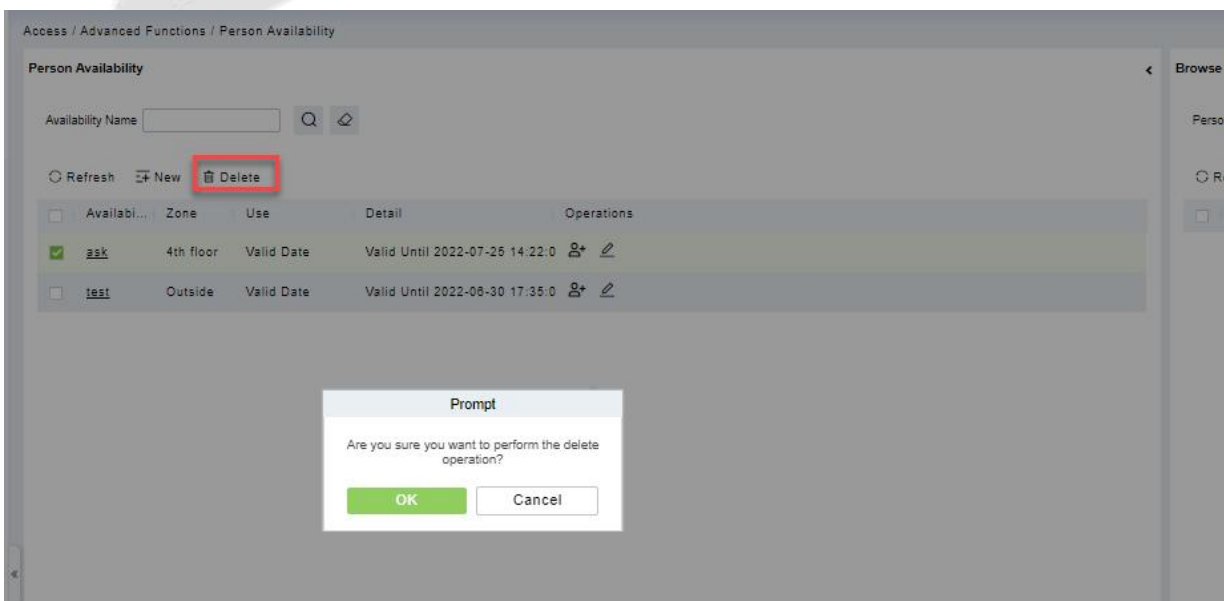 Access / Advanced Functions / Person Availability
Person Availability
Browse
Availability Name
Perso
Refresh New Delete
R
Availabi... Zone Use Detail Operations
ask 4th floor Valid Date Valid Until 2022-07-25 14:22:0
test Outside Valid Date Valid Until 2022-06-30 17:35:0
Prompt
Are you sure you want to perform the delete
operation?
OK Cancel